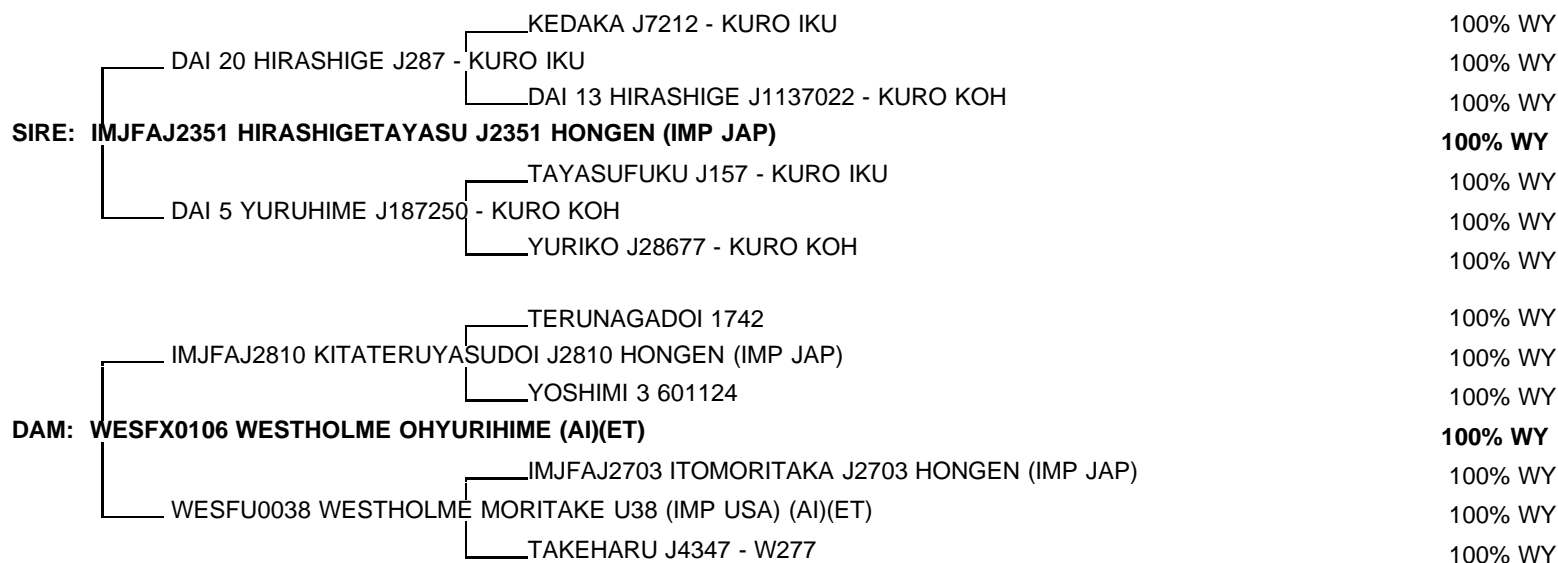 KEDAKA J7212 - KURO IKU 100% WY
DAI 20 HIRASHIGE J287 - KURO IKU 100% WY
DAI 13 HIRASHIGE J1137022 - KURO KOH 100% WY
SIRE: IMJFAJ2351 HIRASHIGETAYASU J2351 HONGEN (IMP JAP) 100% WY
TAYASUFUKU J157 - KURO IKU 100% WY
DAI 5 YURUHIME J187250 - KURO KOH 100% WY
YURIKO J28677 - KURO KOH 100% WY
TERUNAGADOI 1742 100% WY
IMJFAJ2810 KITATERUYASUDOI J2810 HONGEN (IMP JAP) 100% WY
YOSHIMI 3 601124 100% WY
DAM: WESFX0106 WESTHOLME OHYURIHIME (AI)(ET) 100% WY
IMJFAJ2703 ITOMORITAKA J2703 HONGEN (IMP JAP) 100% WY
WESFU0038 WESTHOLME MORITAKE U38 (IMP USA) (AI)(ET) 100% WY
TAKEHARU J4347 - W277 100% WY